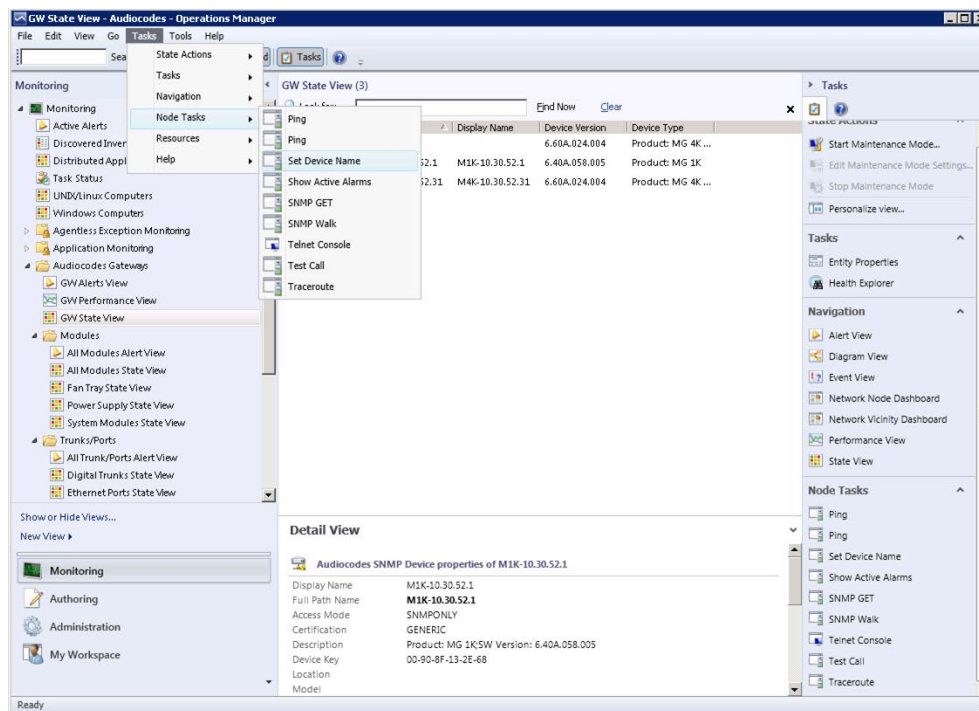 GW State View - Audiocodes - Operations Manager
File Edit View Go Tasks Tools Help
Sea
Tasks
State Actions
Tasks
Navigation
Node Tasks
Resources
Help
Ping
Ping
Set Device Name
Show Active Alarms
SNMP GET
SNMP Walk
Telnet Console
Test Call
Traceroute
Monitoring
Monitoring
Active Alerts
Discovered Inver
Distributed Appl
Task Status
UNIX/Linux Computers
Windows Computers
Agentless Exception Monitoring
Application Monitoring
Audiocodes Gateways
GW Alerts View
GW Performance View
GW State View
Modules
All Modules Alert View
All Modules State View
Fan Tray State View
Power Supply State View
System Modules State View
Trunks/Ports
All Trunk/Ports Alert View
Digital Trunks State View
Ethernet Ports State View
Show or Hide Views...
New View
Monitoring
Authoring
Administration
My Workspace
GW State View (3)
Find Now Clear
Display Name Device Version Device Type
6.60A.024.004 Product: MG 4K ...
52.1 M1K-10.30.52.1 6.40A.058.005 Product: MG 1K
52.31 M4K-10.30.52.31 6.60A.024.004 Product: MG 4K ...
Detail View
Audiocodes SNMP Device properties of M1K-10.30.52.1
Display Name M1K-10.30.52.1
Full Path Name M1K-10.30.52.1
Access Mode SNMPONLY
Certification GENERIC
Description Product: MG 1K;SW Version: 6.40A.058.005
Device Key 00-90-8F-13-2E-68
Location
Model
Tasks
State Actions
Start Maintenance Mode...
Edit Maintenance Mode Settings...
Stop Maintenance Mode
Personalize view...
Tasks
Entity Properties
Health Explorer
Navigation
Alert View
Diagram View
Event View
Network Node Dashboard
Network Vicinity Dashboard
Performance View
State View
Node Tasks
Ping
Ping
Set Device Name
Show Active Alarms
SNMP GET
SNMP Walk
Telnet Console
Test Call
Traceroute
Ready